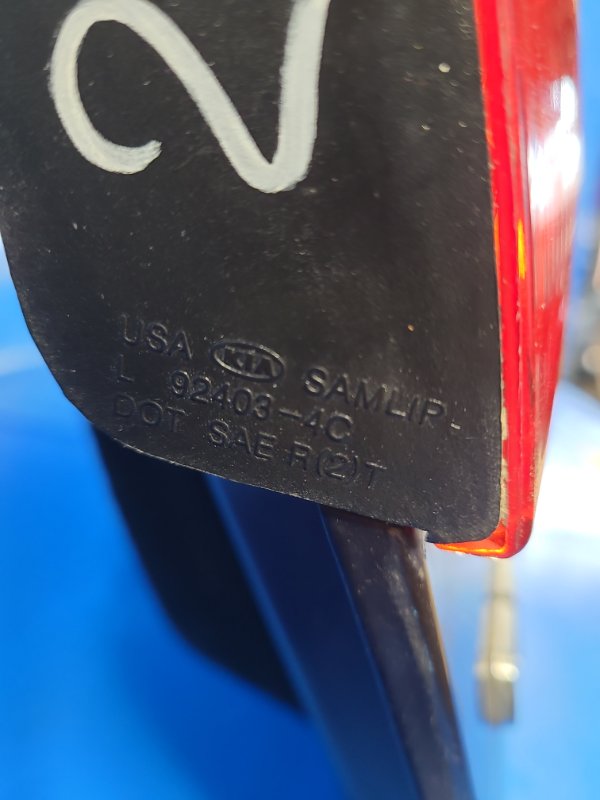 2
USA KIA SAMLIP
L 92403-4C
DOT SAE R(2)T